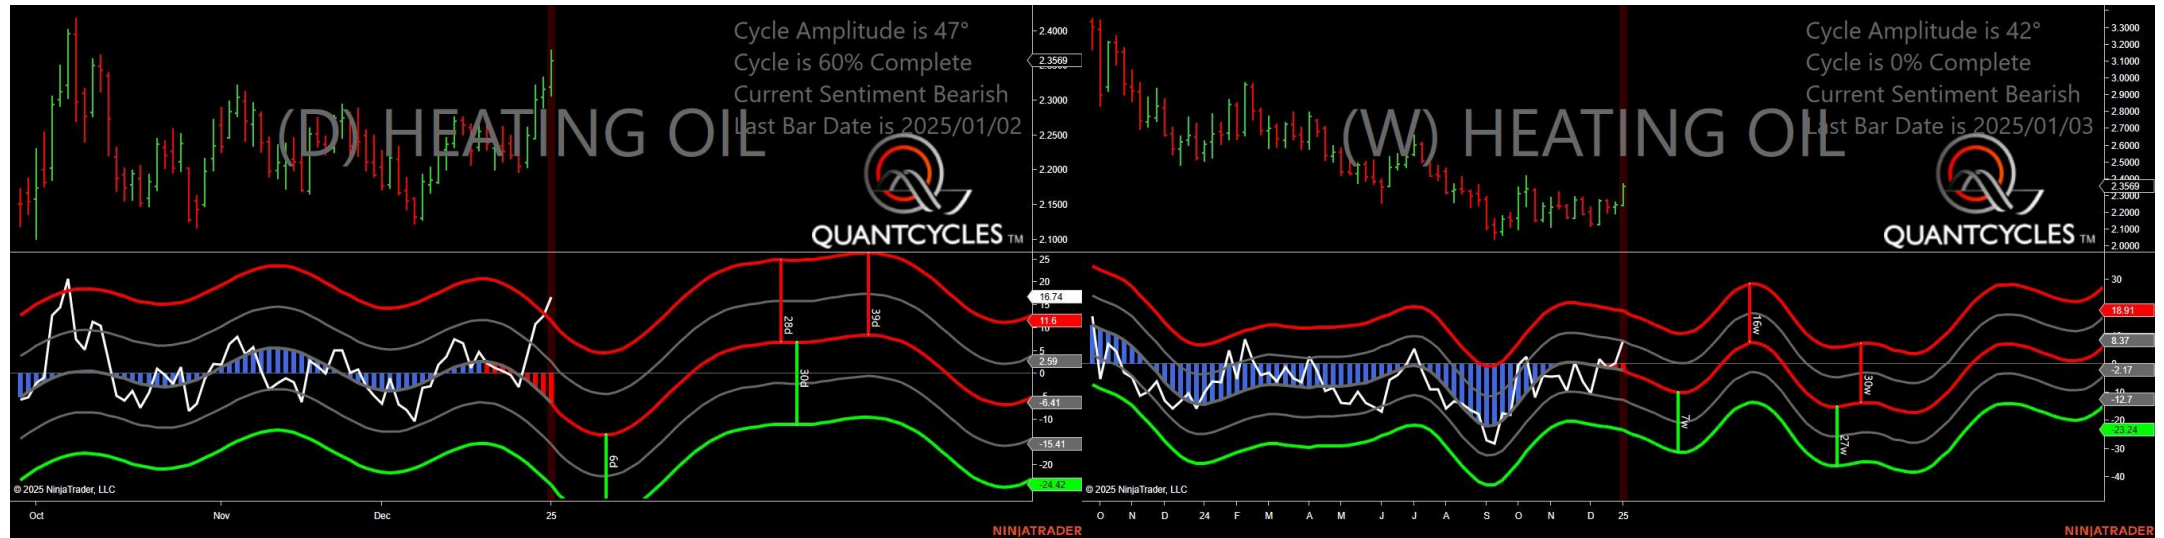 Cycle Amplitude is 47°
Cycle is 60% Complete
Current Sentiment Bearish
Last Bar Date is 2025/01/02
(D) HEATING OIL
QUANTCYCLES TM
2.4000
2.3569
2.3000
2.2500
2.2000
2.1500
2.1000
25
16.74
15
11.6
10
5
2.59
0
-6.41
-10
-15.41
-20
-24.42
28d
39d
30d
6d
© 2025 NinjaTrader, LLC
Oct Nov Dec 25
NINJATRADER
Cycle Amplitude is 42°
Cycle is 0% Complete
Current Sentiment Bearish
Last Bar Date is 2025/01/03
(W) HEATING OIL
QUANTCYCLES TM
3.3000
3.2000
3.1000
3.0000
2.9000
2.8000
2.7000
2.6000
2.5000
2.4000
2.3569
2.3000
2.2000
2.1000
2.0000
30
18.91
8.37
0
-2.17
-10
-12.7
-20
-23.24
-30
-40
16w
30w
7w
27w
© 2025 NinjaTrader, LLC
O N D 24 F M A M J J A S O N D 25
NINJATRADER